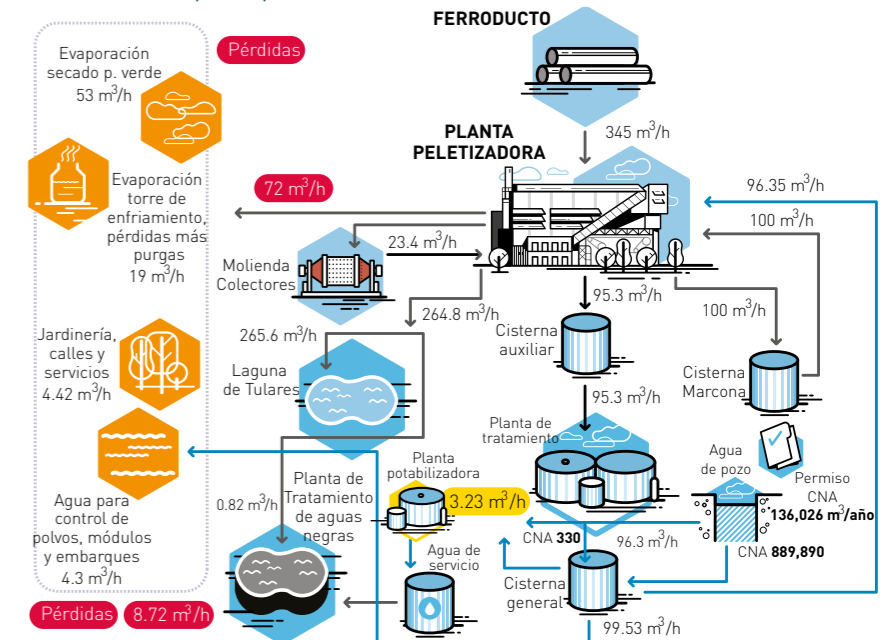 FERRODUCTO
Pérdidas
Evaporación
secado p. verde
53 m³/h
345 m³/h
PLANTA
PELETIZADORA
Evaporación
torre de
enfriamiento,
pérdidas más
purgas
19 m³/h
72 m³/h
96.35 m³/h
100 m³/h
23.4 m³/h
Molienda
Colectores
95.3 m³/h
100 m³/h
264.8 m³/h
265.6 m³/h
Cisterna
auxiliar
Jardinería,
calles y
servicios
4.42 m³/h
Laguna
de Tulares
Cisterna
Marcona
95.3 m³/h
Planta de
tratamiento
Agua
de pozo
Planta
potabilizadora
Permiso
CNA
136,026 m³/año
Planta de
Tratamiento
de aguas
negras
0.82 m³/h
3.23 m³/h
Agua para
control de
polvos, módulos
y embarques
4.3 m³/h
CNA 330
96.3 m³/h
CNA 889,890
Agua de
servicio
Cisterna
general
Pérdidas
8.72 m³/h
99.53 m³/h